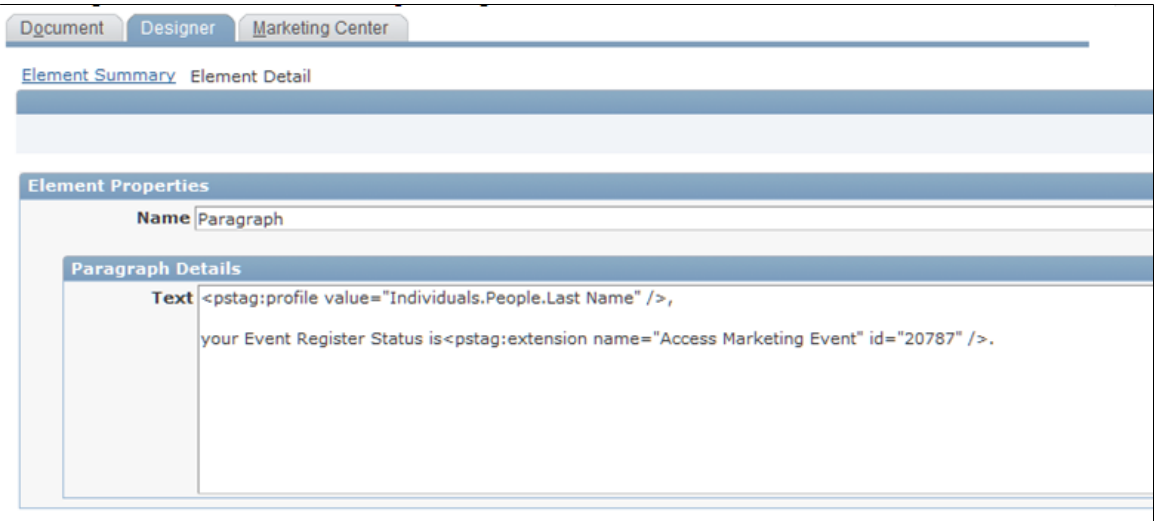 Document Designer Marketing Center
Element Summary Element Detail
Element Properties
Name Paragraph
Paragraph Details
Text <pstag:profile value="Individuals.People.Last Name" />,
your Event Register Status is<pstag:extension name="Access Marketing Event" id="20787" />.